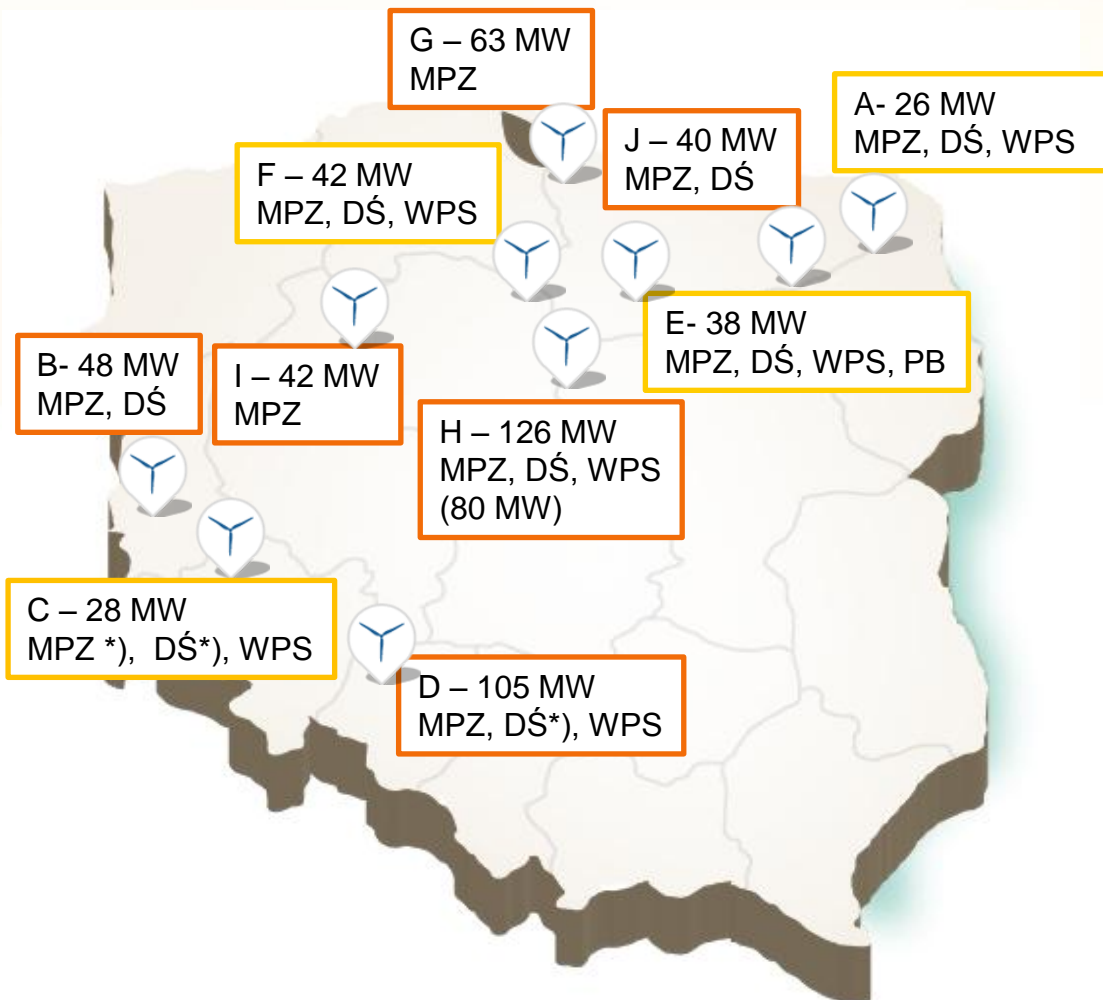 G – 63 MW
MPZ
A- 26 MW
MPZ, DŚ, WPS
J – 40 MW
MPZ, DŚ
F – 42 MW
MPZ, DŚ, WPS
E- 38 MW
MPZ, DŚ, WPS, PB
B- 48 MW
MPZ, DŚ
I – 42 MW
MPZ
H – 126 MW
MPZ, DŚ, WPS
(80 MW)
C – 28 MW
MPZ *),  DŚ*), WPS
D – 105 MW
MPZ, DŚ*), WPS